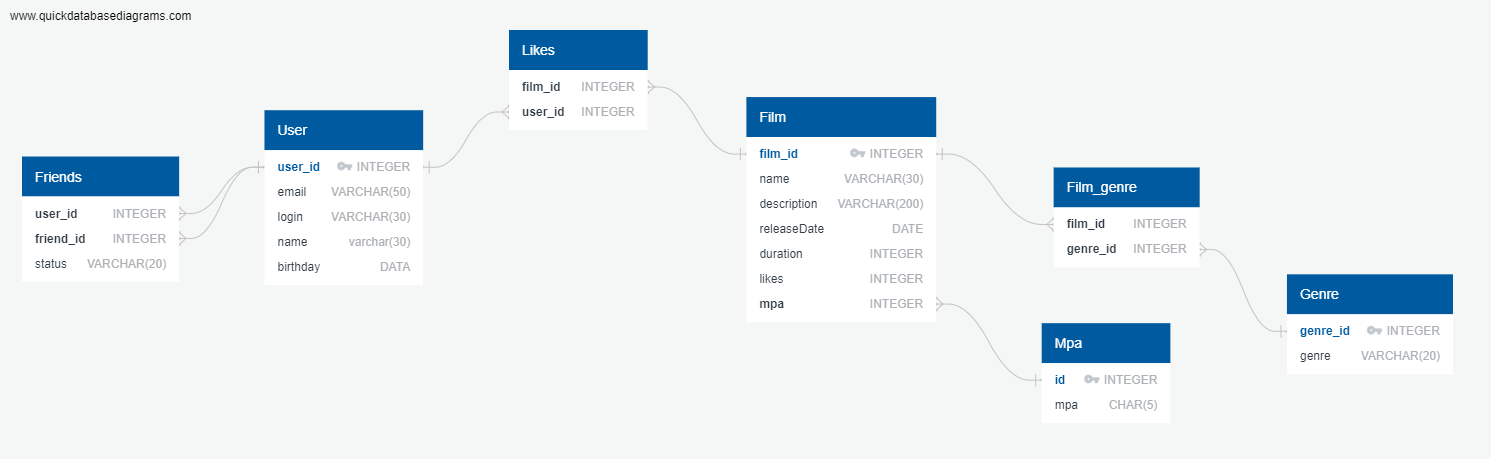 www.quickdatabasediagrams.com
Friends
user_id INTEGER
friend_id INTEGER
status VARCHAR(20)
User
user_id INTEGER
email VARCHAR(50)
login VARCHAR(30)
name varchar(30)
birthday DATA
Likes
film_id INTEGER
user_id INTEGER
Film
film_id INTEGER
name VARCHAR(30)
description VARCHAR(200)
releaseDate DATE
duration INTEGER
likes INTEGER
mpa INTEGER
Film_genre
film_id INTEGER
genre_id INTEGER
Mpa
id INTEGER
mpa CHAR(5)
Genre
genre_id INTEGER
genre VARCHAR(20)